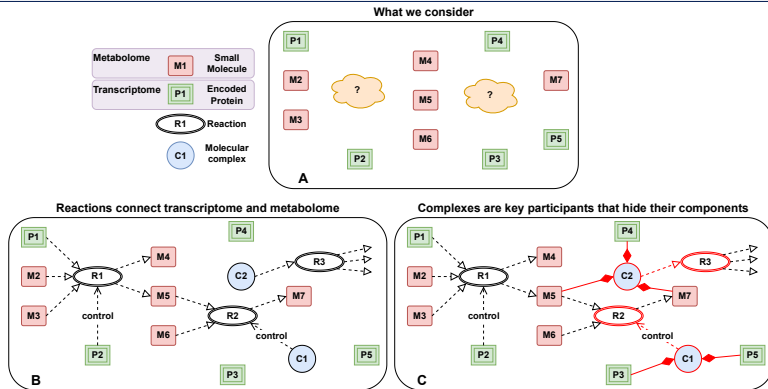 What we consider
Metabolome
M1
Small
Molecule
Transcriptome
P1
Encoded
Protein
R1
Reaction
C1
Molecular
complex
P1
P4
M2
?
M4
?
M7
M3
M5
M6
P5
P2
P3
A
Reactions connect transcriptome and metabolome
P1
P4
R1
M4
R3
M2
C2
M5
M7
M3
R2
control
M6
control
P2
C1
P3
P5
B
Complexes are key participants that hide their components
P1
P4
R1
M4
R3
M2
C2
M5
M7
M3
R2
control
M6
control
P2
C1
P3
P5
C